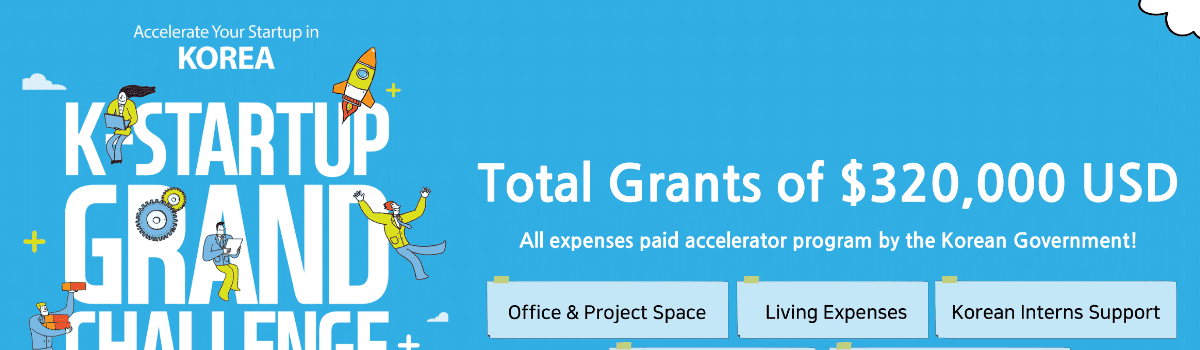 Accelerate Your Startup in
KOREA
K-STARTUP
GRAND
CHALLENGE
Total Grants of $320,000 USD
All expenses paid accelerator program by the Korean Government!
Office & Project Space
Living Expenses
Korean Interns Support